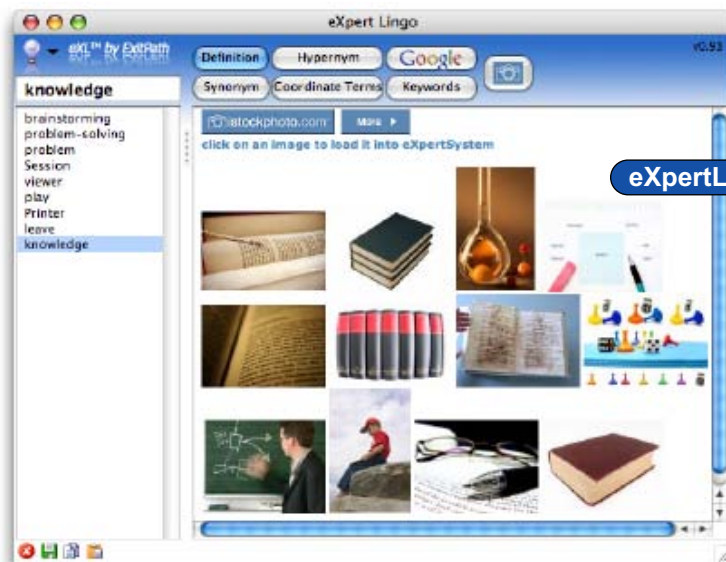 eXpert Lingo
eXL™ by ExitPath
v0.93
Definition
Hypernym
Google
Synonym
Coordinate Terms
Keywords
knowledge
brainstorming
problem-solving
problem
Session
viewer
play
Printer
leave
knowledge
istockphoto.com
More
click on an image to load it into eXpertSystem
eXpertL